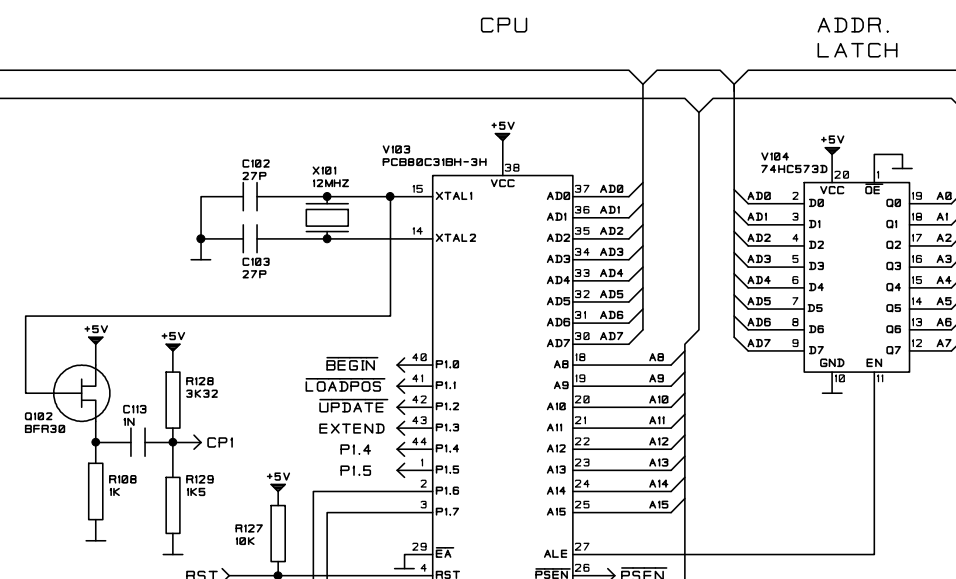 CPU
ADDR.
LATCH
+5V
V103
PCB80C31BH-3H
38
VCC
+5V
V104
74HC573D
20
1
VCC
OE
C102
27P
X101
12MHZ
C103
27P
15
XTAL1
14
XTAL2
AD0 37 AD0
AD1 36 AD1
AD2 35 AD2
AD3 34 AD3
AD4 33 AD4
AD5 32 AD5
AD6 31 AD6
AD7 30 AD7
AD0 2 D0
AD1 3 D1
AD2 4 D2
AD3 5 D3
AD4 6 D4
AD5 7 D5
AD6 8 D6
AD7 9 D7
Q0 19 A0
Q1 18 A1
Q2 17 A2
Q3 16 A3
Q4 15 A4
Q5 14 A5
Q6 13 A6
Q7 12 A7
GND
EN
10
11
+5V
Q102
BFR30
C113
1N
R108
1K
+5V
R128
3K32
CP1
R129
1K5
BEGIN 40 P1.0
LOADPOS 41 P1.1
UPDATE 42 P1.2
EXTEND 43 P1.3
P1.4 44 P1.4
P1.5 1 P1.5
2 P1.6
3 P1.7
29 EA
4 RST
A8 18 A8
A9 19 A9
A10 20 A10
A11 21 A11
A12 22 A12
A13 23 A13
A14 24 A14
A15 25 A15
ALE 27
PSEN 26 PSEN
+5V
R127
10K
RST